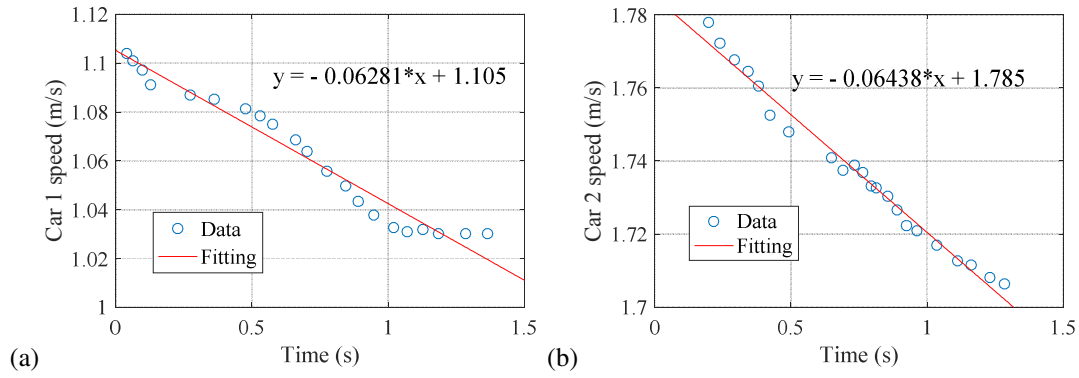 1.12
1.1
1.08
1.06
1.04
1.02
1
Car 1 speed (m/s)
y = - 0.06281*x + 1.105
Data
Fitting
0
0.5
1
1.5
Time (s)
(a)
1.78
1.76
1.74
1.72
1.7
Car 2 speed (m/s)
y = - 0.06438*x + 1.785
Data
Fitting
0
0.5
1
1.5
Time (s)
(b)